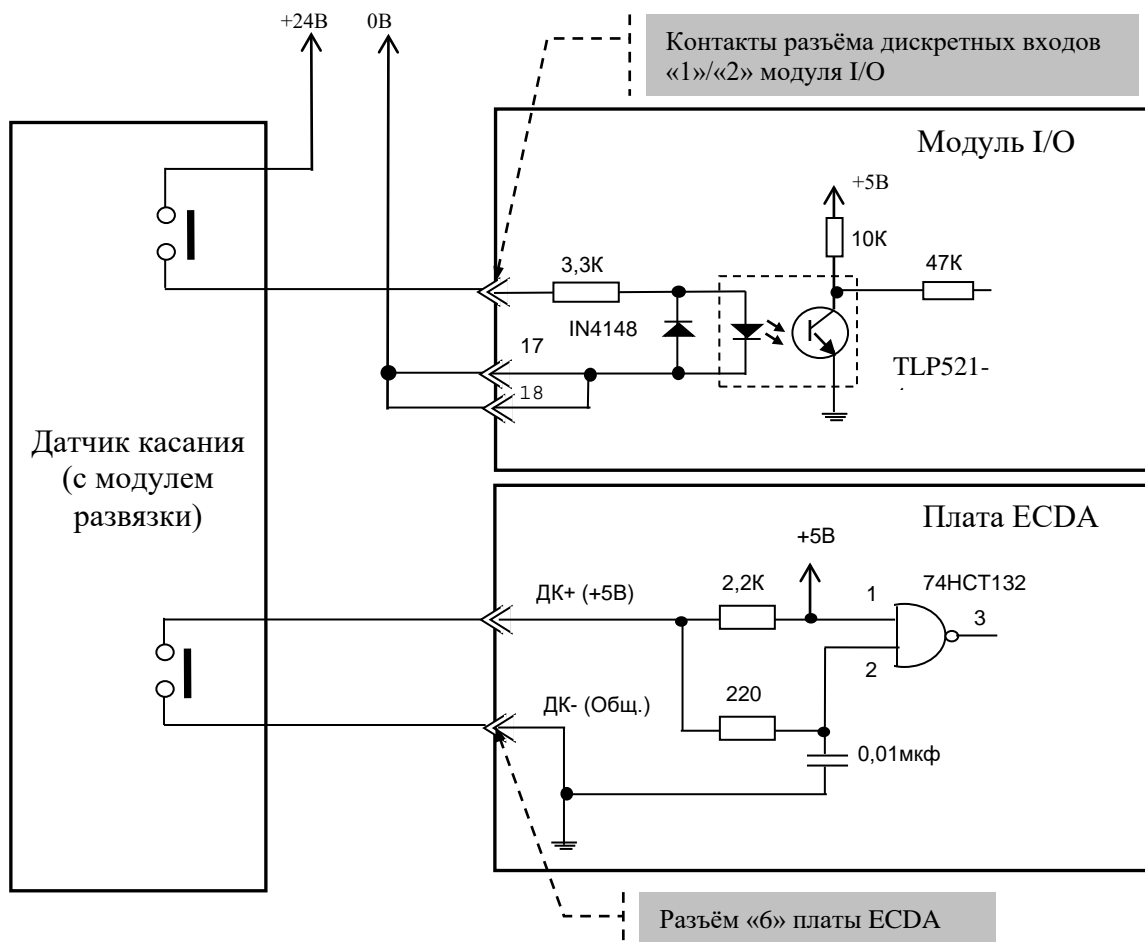 +24В
0В
Контакты разъёма дискретных входов
«1»/«2» модуля I/O
Модуль I/O
+5В
10К
3,3К
47К
IN4148
17
TLP521-
18
Датчик касания
(с модулем
развязки)
Плата ECDA
+5В
ДК+ (+5В)
2,2К
74HCT132
1
3
2
220
ДК- (Общ.)
0,01мкф
Разъём «6» платы ECDA